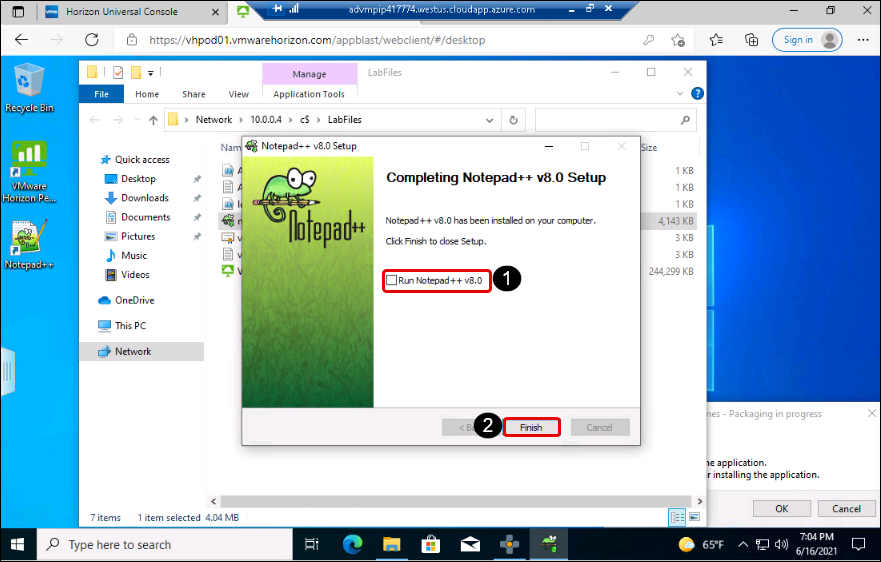 Horizon Universal Console
advmpip417774.westus.cloudapp.azure.com
https://vhpod01.vmwarehorizon.com/appblast/webclient/#/desktop
Sign in
Recycle Bin
VMware
Horizon Pe...
Notepad++
Manage
LabFiles
File
Home
Share
View
Application Tools
Network > 10.0.0.4 > c$ > LabFiles
Size
Quick access
Desktop
Downloads
Documents
Pictures
Music
Videos
OneDrive
This PC
Network
1 KB
1 KB
1 KB
4,143 KB
3 KB
3 KB
244,299 KB
Notepad++ v8.0 Setup
Notepad++
Completing Notepad++ v8.0 Setup
Notepad++ v8.0 has been installed on your computer.
Click Finish to close Setup.
Run Notepad++ v8.0
1
2
Finish
Cancel
- Packaging in progress
application.
installing the application.
OK
Cancel
7 items
1 item selected 4.04 MB
Type here to search
65°F
7:04 PM
6/16/2021